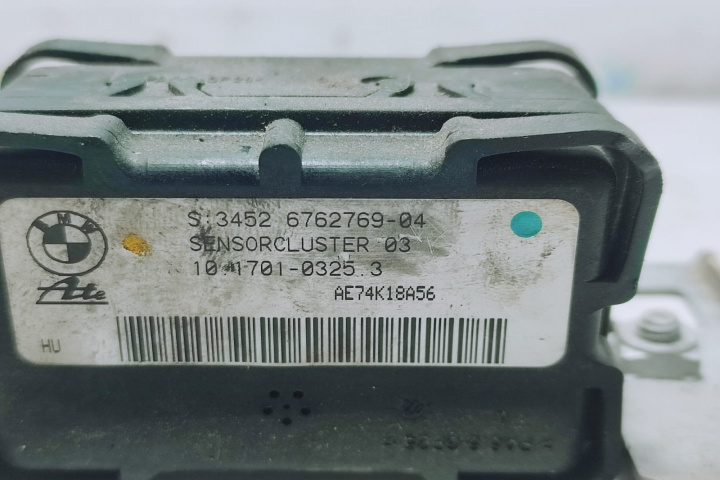 BMW
S:3452 6762769-04
SENSORCLUSTER 03
10.1701-0325.3
AE74K18A56
Ate
HU